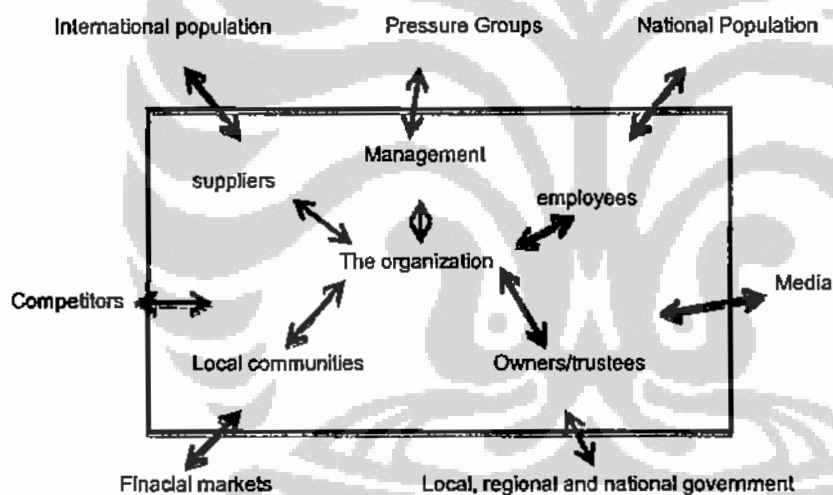 International population
Pressure Groups
National Population
Management
suppliers
employees
The organization
Competitors
Media
Local communities
Owners/trustees
Finacial markets
Local, regional and national government